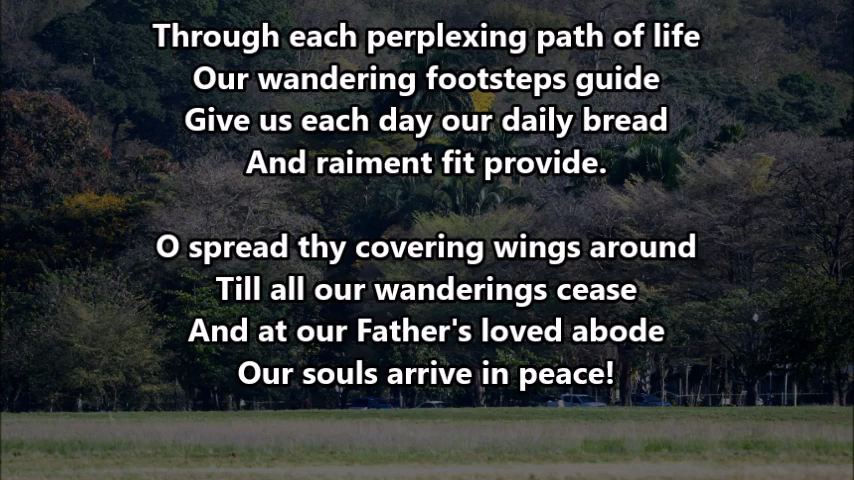 Through each perplexing path of life
Our wandering footsteps guide
Give us each day our daily bread
And raiment fit provide.
O spread thy covering wings around
Till all our wanderings cease
And at our Father's loved abode
Our souls arrive in peace!